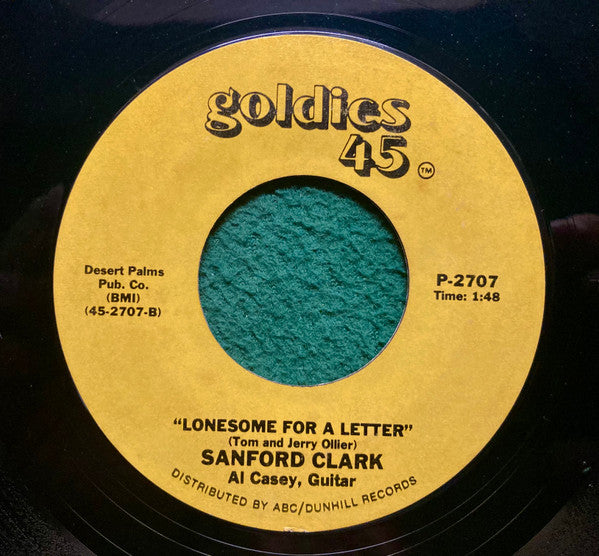 goldies
45 TM
Desert Palms
Pub. Co.
(BMI)
(45-2707-B)
P-2707
Time: 1:48
"LONESOME FOR A LETTER"
(Tom and Jerry Ollier)
SANFORD CLARK
Al Casey, Guitar
DISTRIBUTED BY ABC/DUNHILL RECORDS